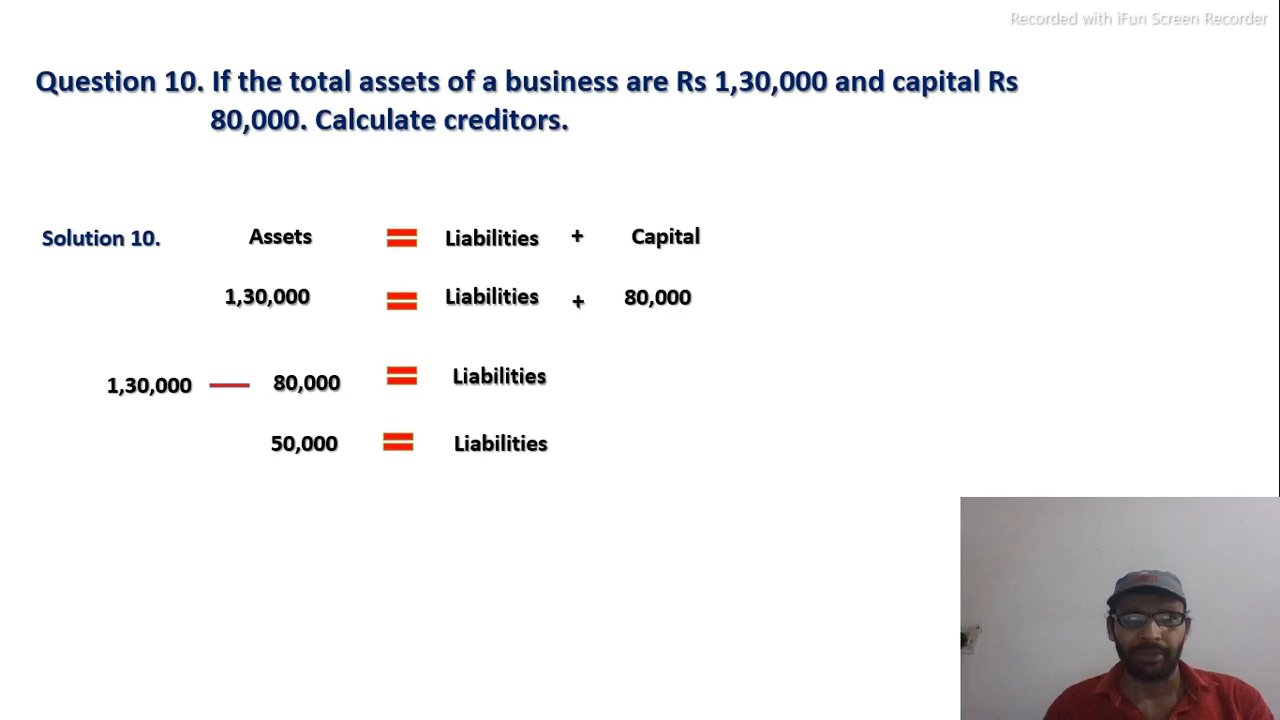 Recorded with iFun Screen Recorder
Question 10. If the total assets of a business are Rs 1,30,000 and capital Rs
80,000. Calculate creditors.
Solution 10. Assets = Liabilities + Capital
1,30,000 = Liabilities + 80,000
1,30,000 — 80,000 = Liabilities
50,000 = Liabilities